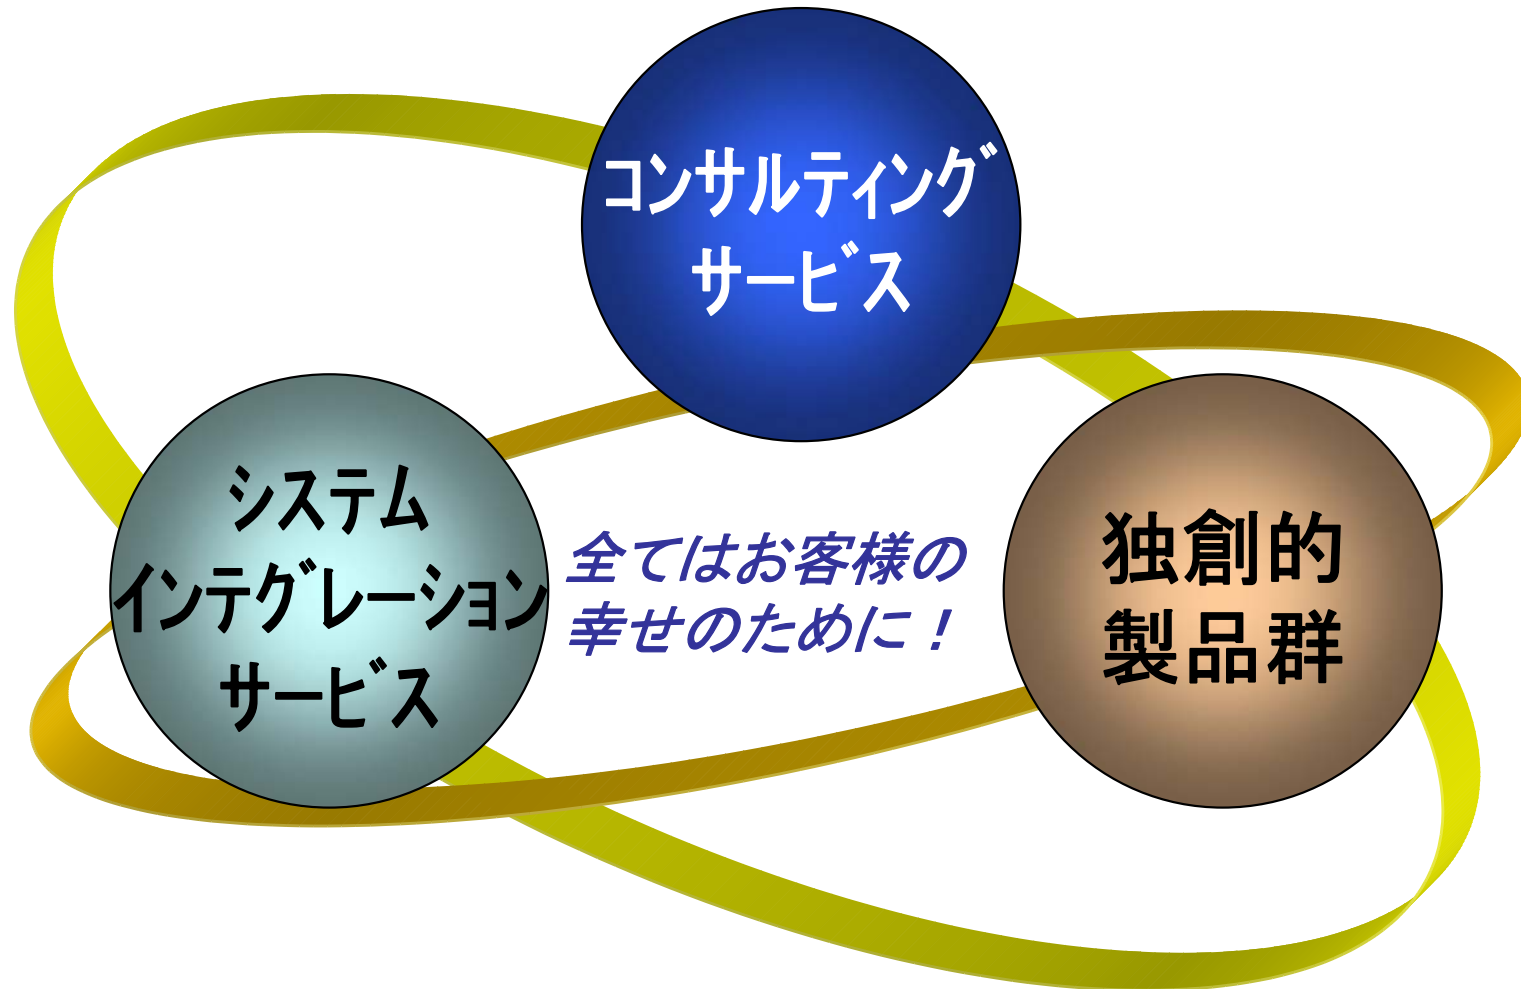 コンサルティング
サービス
システム
インテグレーション
サービス
全てはお客様の
幸せのために！
独創的
製品群